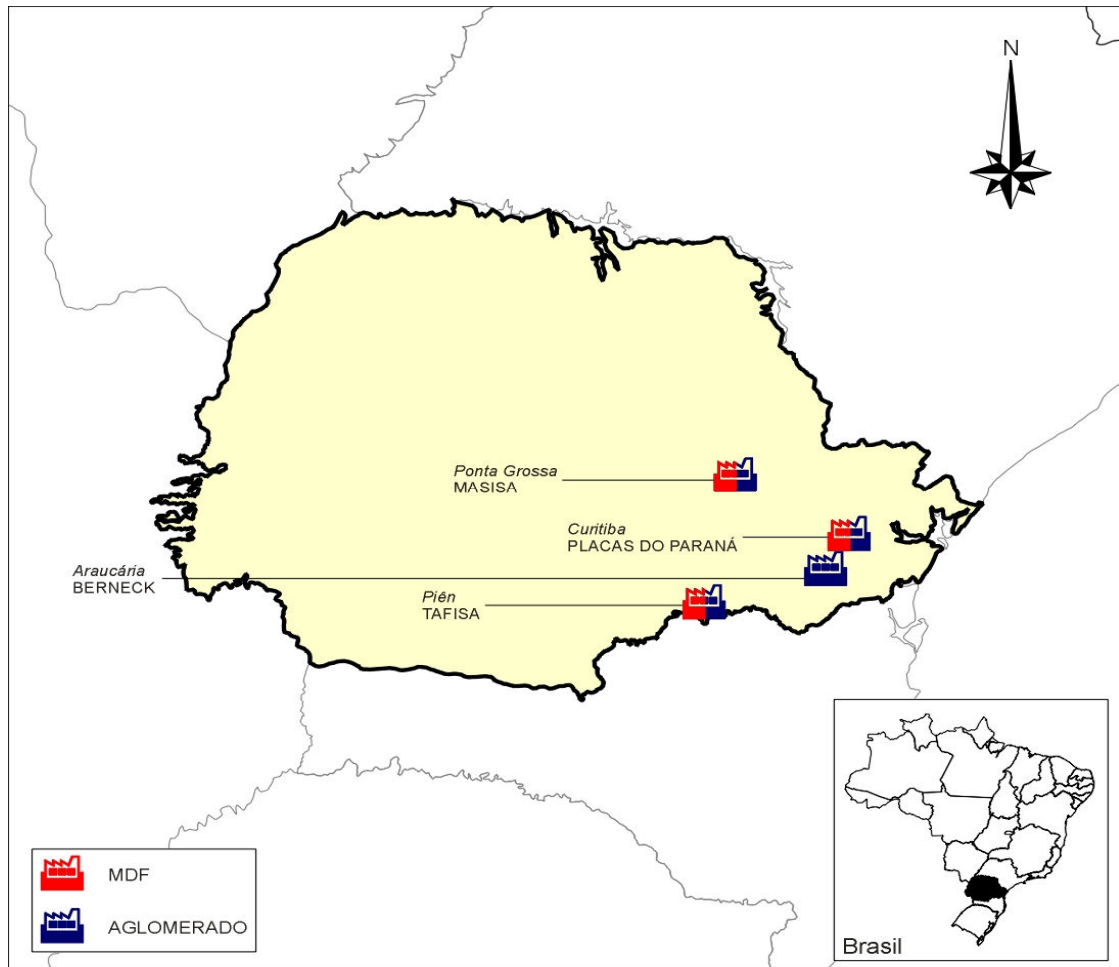 N
Ponta Grossa
MASISA
Curitiba
PLACAS DO PARANÁ
Araucária
BERNECK
Piên
TAFISA
MDF
AGLOMERADO
Brasil